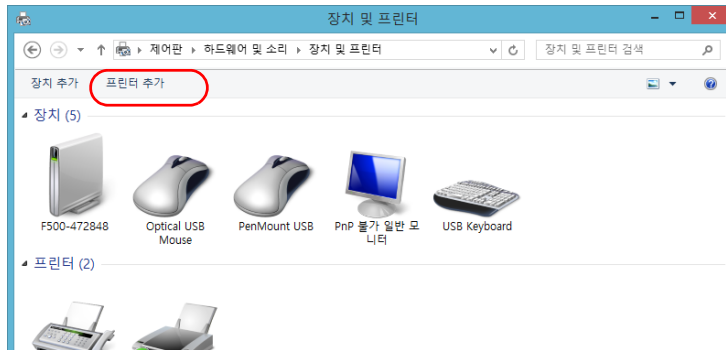 장치 및 프린터
제어판 ▸ 하드웨어 및 소리 ▸ 장치 및 프린터
장치 및 프린터 검색
장치 추가 프린터 추가
장치 (5)
F500-472848
Optical USB
Mouse
PenMount USB
PnP 불가 일반 모
니터
USB Keyboard
프린터 (2)